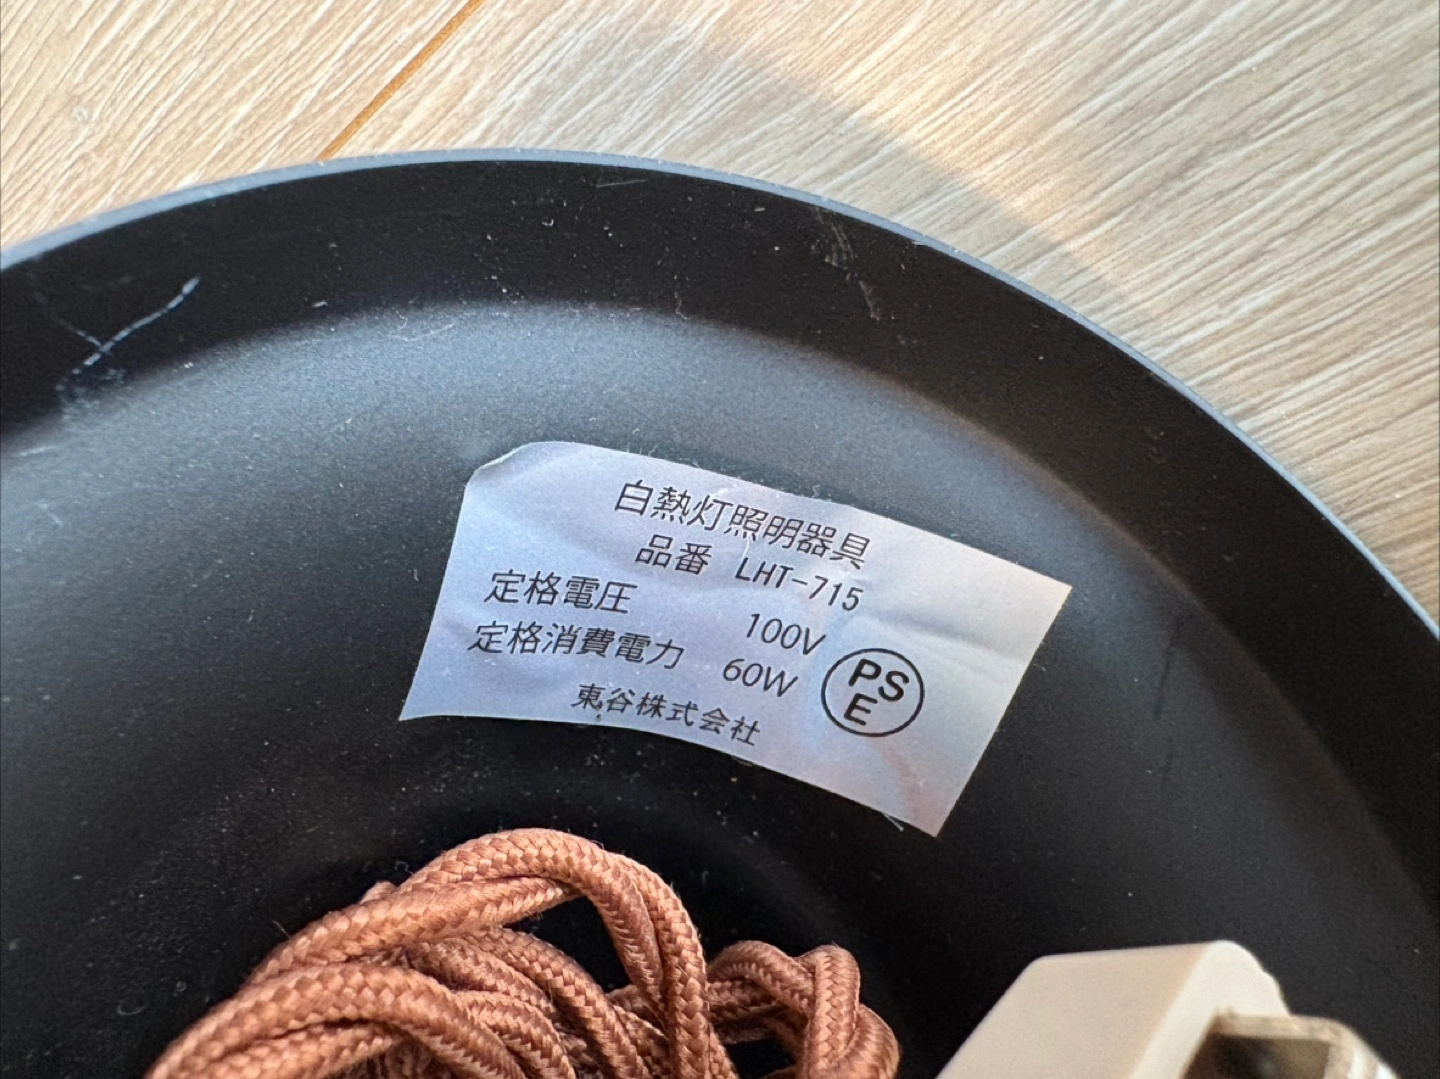 白熱灯照明器具
品番 LHT-715
定格電圧 100V
定格消費電力 60W
PS
E
東谷株式会社